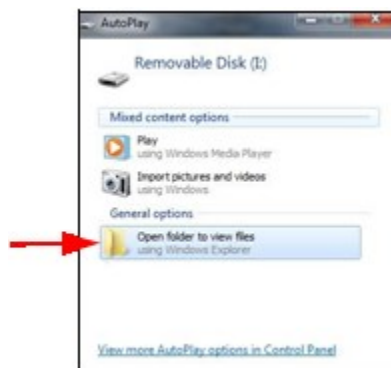 AutoPlay
Removable Disk (I:)
Mixed content options
Play
using Windows Media Player
Import pictures and videos
using Windows
General options
Open folder to view files
using Windows Explorer
View more AutoPlay options in Control Panel